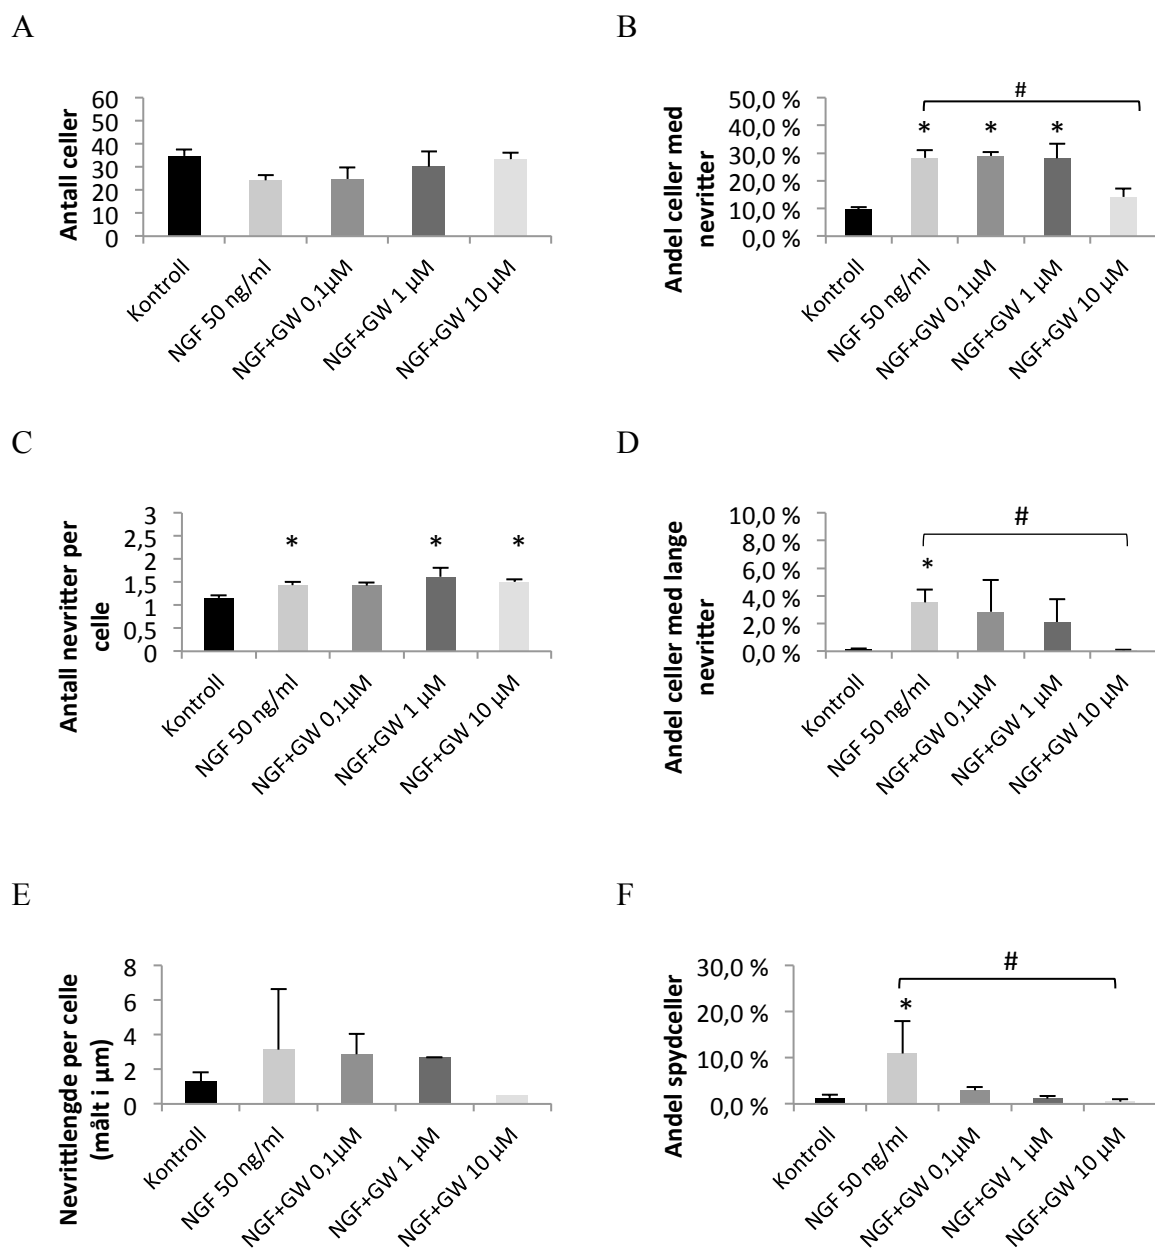 A
Antall celler
60
50
40
30
20
10
0
Kontroll
NGF 50 ng/ml
NGF+GW 0,1µM
NGF+GW 1 µM
NGF+GW 10 µM
B
Andel celler med
nevritter
50,0 %
40,0 %
30,0 %
20,0 %
10,0 %
0,0 %
#
* * *
Kontroll
NGF 50 ng/ml
NGF+GW 0,1µM
NGF+GW 1 µM
NGF+GW 10 µM
C
Antall nevritter per
celle
3
2,5
2
1,5
1
0,5
0
* * *
Kontroll
NGF 50 ng/ml
NGF+GW 0,1µM
NGF+GW 1 µM
NGF+GW 10 µM
D
Andel celler med lange
nevritter
10,0 %
8,0 %
6,0 %
4,0 %
2,0 %
0,0 %
#
*
Kontroll
NGF 50 ng/ml
NGF+GW 0,1µM
NGF+GW 1 µM
NGF+GW 10 µM
E
Nevrittlengde per celle
(målt i µm)
8
6
4
2
0
Kontroll
NGF 50 ng/ml
NGF+GW 0,1µM
NGF+GW 1 µM
NGF+GW 10 µM
F
Andel spydceller
30,0 %
20,0 %
10,0 %
0,0 %
#
*
Kontroll
NGF 50 ng/ml
NGF+GW 0,1µM
NGF+GW 1 µM
NGF+GW 10 µM